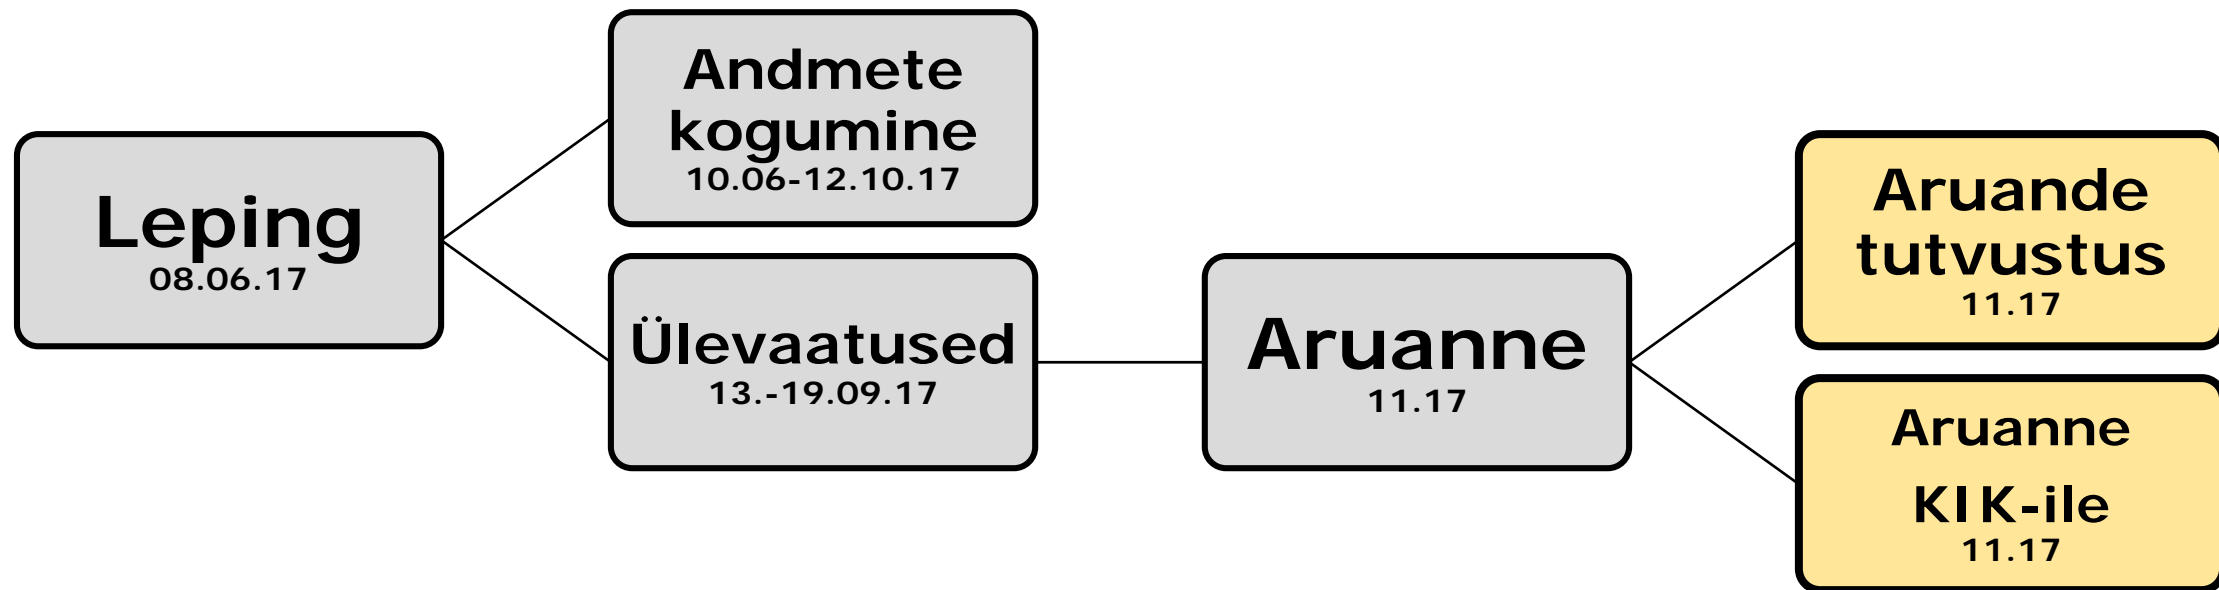 Leping
08.06.17
Andmete
kogumine
10.06-12.10.17
Ülevaatused
13.-19.09.17
Aruanne
11.17
Aruande
tutvustus
11.17
Aruanne
KIK-ile
11.17